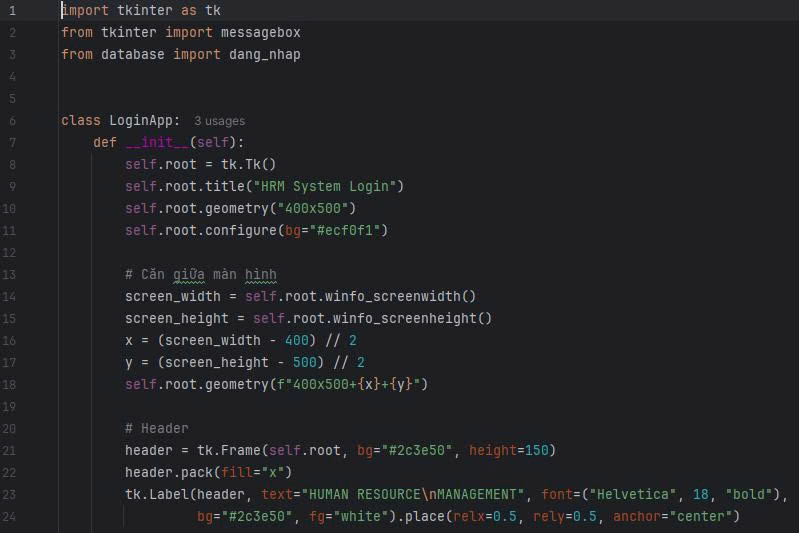 1 import tkinter as tk
2 from tkinter import messagebox
3 from database import dang_nhap
4
5
6 class LoginApp: 3 usages
7     def __init__(self):
8         self.root = tk.Tk()
9         self.root.title("HRM System Login")
10         self.root.geometry("400x500")
11         self.root.configure(bg="#ecf0f1")
12
13         # Căn giữa màn hình
14         screen_width = self.root.winfo_screenwidth()
15         screen_height = self.root.winfo_screenheight()
16         x = (screen_width - 400) // 2
17         y = (screen_height - 500) // 2
18         self.root.geometry(f"400x500+{x}+{y}")
19
20         # Header
21         header = tk.Frame(self.root, bg="#2c3e50", height=150)
22         header.pack(fill="x")
23         tk.Label(header, text="HUMAN RESOURCE\nMANAGEMENT", font=("Helvetica", 18, "bold"),
24                  bg="#2c3e50", fg="white").place(relx=0.5, rely=0.5, anchor="center")